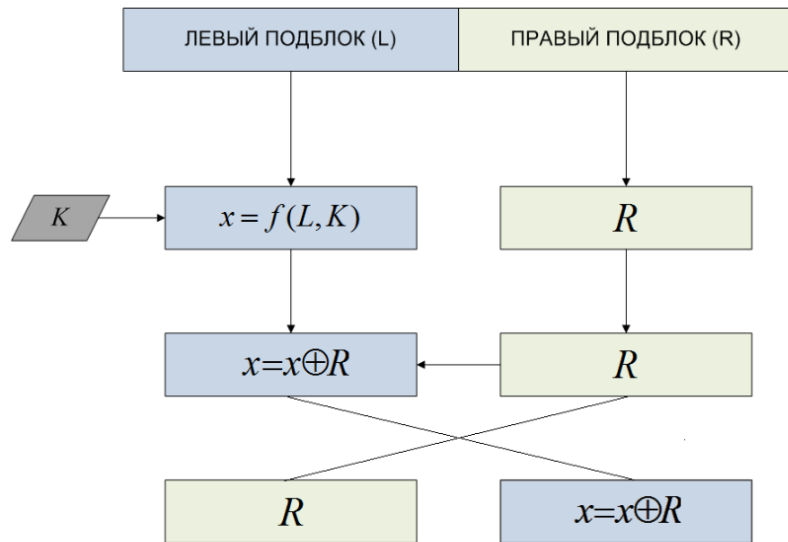 ЛЕВЫЙ ПОДБЛОК (L) ПРАВЫЙ ПОДБЛОК (R)
K x = f(L,K) R
x=x⊕R R
R x=x⊕R